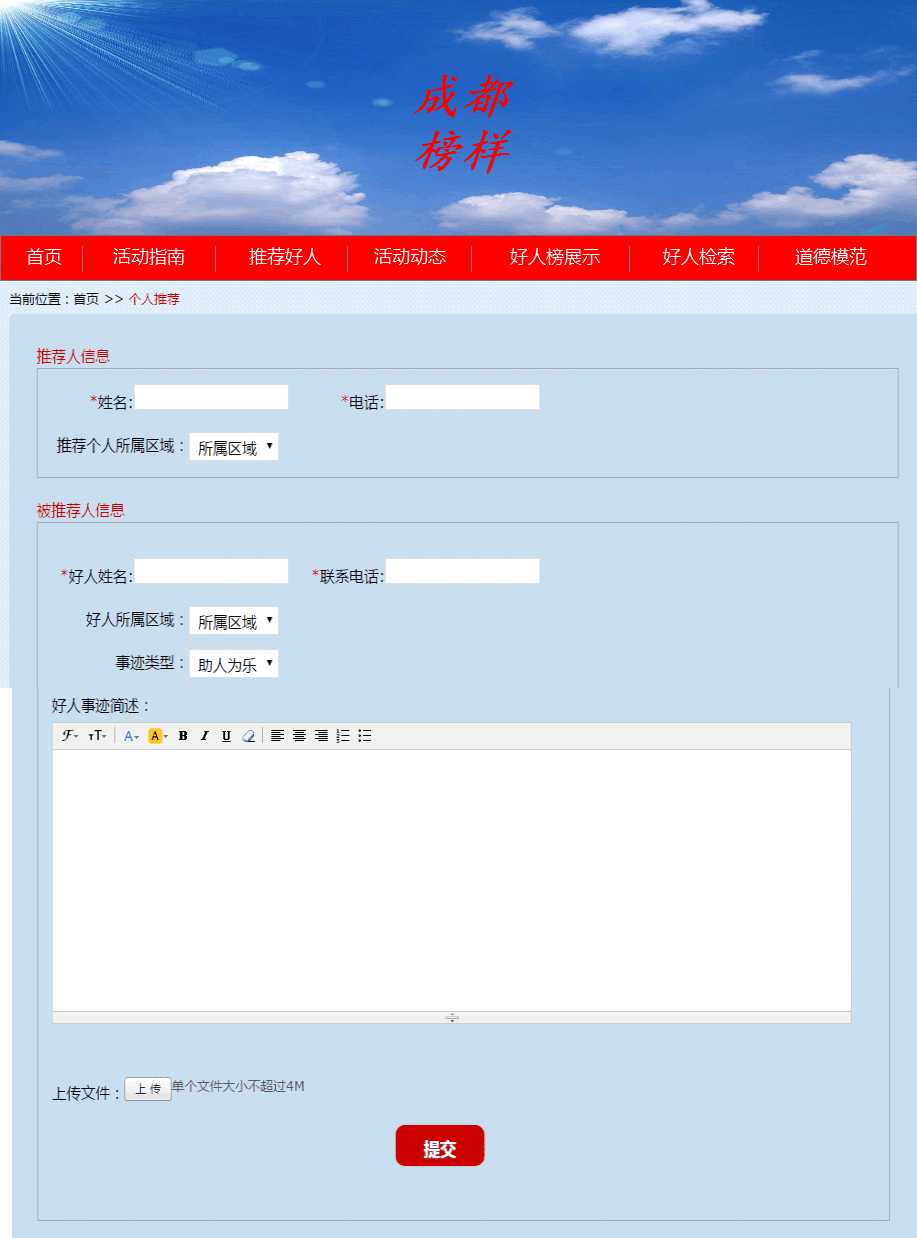 成都
榜样
首页 活动指南 推荐好人 活动动态 好人榜展示 好人检索 道德模范
当前位置：首页 >> 个人推荐
推荐人信息
*姓名: *电话:
推荐个人所属区域： 所属区域
被推荐人信息
*好人姓名: *联系电话:
好人所属区域： 所属区域
事迹类型： 助人为乐
好人事迹简述：
F тT A A B I U
上传文件： 上传 单个文件大小不超过4M
提交